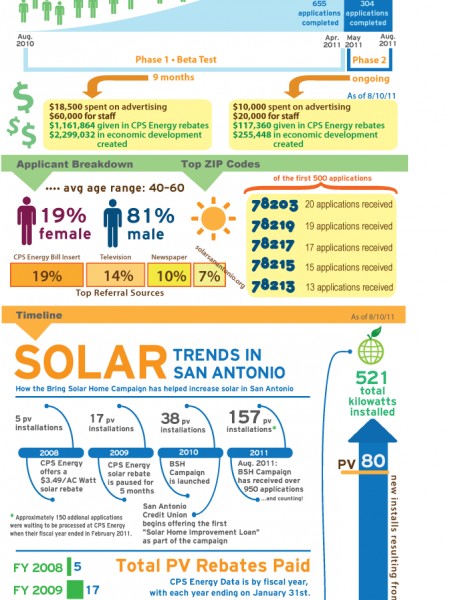 655
applications
completed
304
applications
completed
Aug.
2010
Apr.
2011
May
2011
Aug.
2011
Phase 1 • Beta Test
Phase 2
9 months
ongoing
As of 8/10/11
$18,500 spent on advertising
$60,000 for staff
$1,161,864 given in CPS Energy rebates
$2,299,032 in economic development
created
$10,000 spent on advertising
$20,000 for staff
$117,360 given in CPS Energy rebates
$255,448 in economic development
created
Applicant Breakdown
Top ZIP Codes
of the first 500 applications
.... avg age range: 40-60
19%
female
81%
male
78203 20 applications received
78219 19 applications received
78217 17 applications received
78215 15 applications received
78213 13 applications received
solarsanantonio.org
CPS Energy Bill Insert
Television
Newspaper
19%
14%
10%
7%
Top Referral Sources
Timeline
As of 8/10/11
SOLAR TRENDS IN
SAN ANTONIO
How the Bring Solar Home Campaign has helped increase solar in San Antonio
521
total
kilowatts
installed
5 pv
installations
17 pv
installations
38 pv
installations
157 pv
installations*
2008
2009
2010
2011
CPS Energy
offers a
$3.49/AC Watt
solar rebate
CPS Energy
solar rebate
is paused for
5 months
BSH
Campaign
is launched
Aug. 2011:
BSH Campaign
has received over
950 applications
...and counting!
San Antonio
Credit Union
begins offering the first
"Solar Home Improvement Loan"
as part of the campaign
* Approximately 150 addional applications
were waiting to be processed at CPS Energy
when their fiscal year ended in February 2011.
PV 80
new installs resulting from
Total PV Rebates Paid
CPS Energy Data is by fiscal year,
with each year ending on January 31st.
FY 2008 5
FY 2009 17